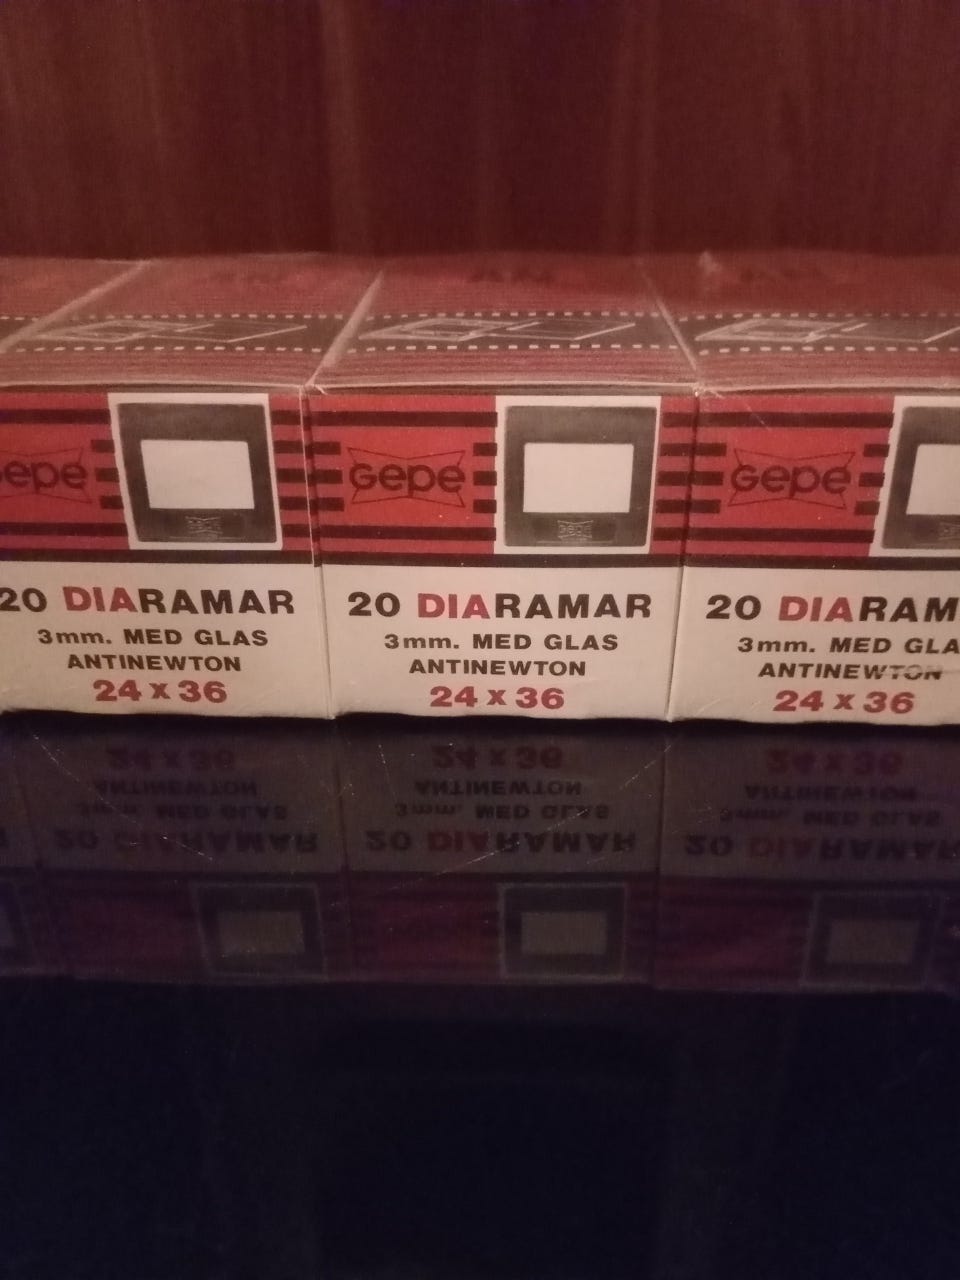 Gepe
Gepe
Gepe
20 DIARAMAR
3mm. MED GLAS
ANTINEWTON
24 x 36
20 DIARAMAR
3mm. MED GLAS
ANTINEWTON
24 x 36
20 DIARAM
3mm. MED GLA
ANTINEWTON
24 x 36